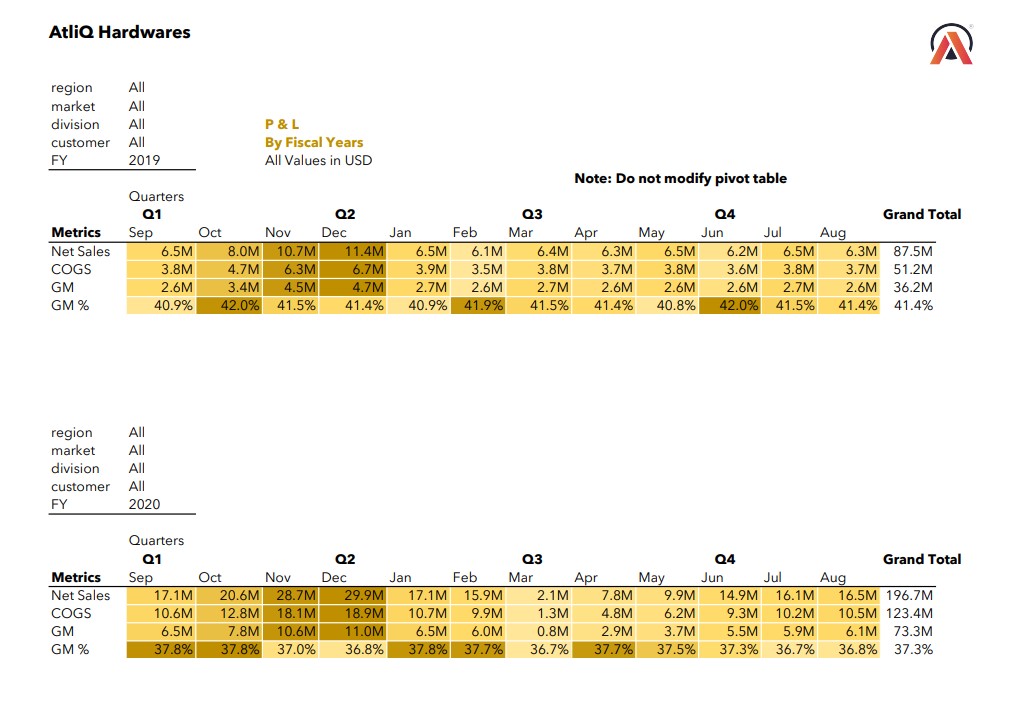 AtliQ Hardwares
region All
market All
division All P & L
customer All By Fiscal Years
FY 2019 All Values in USD
Note: Do not modify pivot table
Quarters
Q1 Q2 Q3 Q4 Grand Total
Metrics Sep Oct Nov Dec Jan Feb Mar Apr May Jun Jul Aug
Net Sales 6.5M 8.0M 10.7M 11.4M 6.5M 6.1M 6.4M 6.3M 6.5M 6.2M 6.5M 6.3M 87.5M
COGS 3.8M 4.7M 6.3M 6.7M 3.9M 3.5M 3.8M 3.7M 3.8M 3.6M 3.8M 3.7M 51.2M
GM 2.6M 3.4M 4.5M 4.7M 2.7M 2.6M 2.7M 2.6M 2.6M 2.6M 2.7M 2.6M 36.2M
GM % 40.9% 42.0% 41.5% 41.4% 40.9% 41.9% 41.5% 41.4% 40.8% 42.0% 41.5% 41.4% 41.4%
region All
market All
division All
customer All
FY 2020
Quarters
Q1 Q2 Q3 Q4 Grand Total
Metrics Sep Oct Nov Dec Jan Feb Mar Apr May Jun Jul Aug
Net Sales 17.1M 20.6M 28.7M 29.9M 17.1M 15.9M 2.1M 7.8M 9.9M 14.9M 16.1M 16.5M 196.7M
COGS 10.6M 12.8M 18.1M 18.9M 10.7M 9.9M 1.3M 4.8M 6.2M 9.3M 10.2M 10.5M 123.4M
GM 6.5M 7.8M 10.6M 11.0M 6.5M 6.0M 0.8M 2.9M 3.7M 5.5M 5.9M 6.1M 73.3M
GM % 37.8% 37.8% 37.0% 36.8% 37.8% 37.7% 36.7% 37.7% 37.5% 37.3% 36.7% 36.8% 37.3%